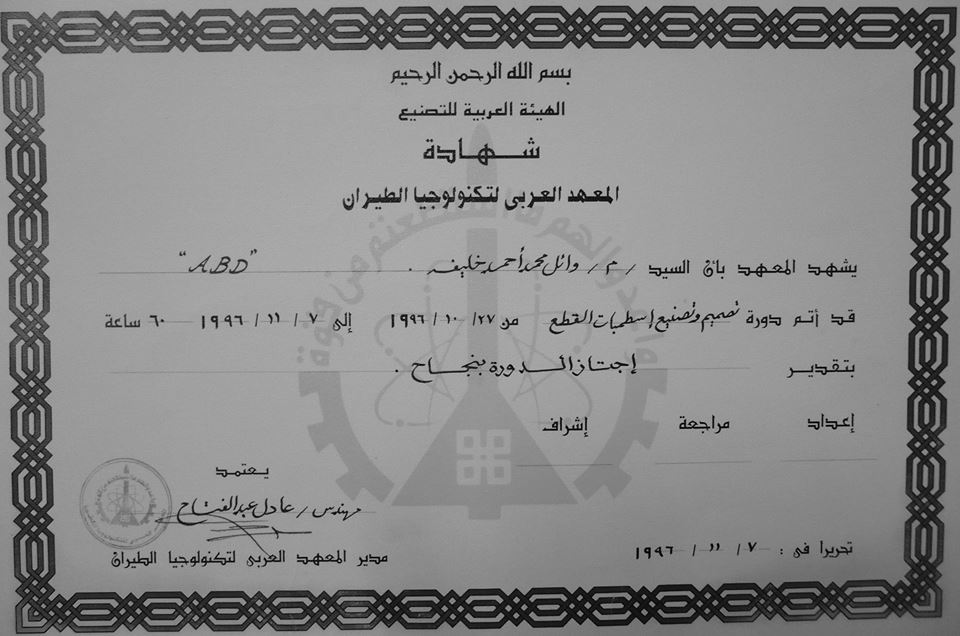 بسم الله الرحمن الرحيم
الهيئة العربية للتصنيع
شهادة
المعهد العربى لتكنولوجيا الطيران
يشهد المعهد بأن السيد / م / وائل محمد أحمد خليفه . "ABD"
قد أتم دورة تصميم وتصنيع إسطمبات القطع من ٢٧ / ١٠ / ١٩٩٦ إلى ٧ / ١١ / ١٩٩٦ ٦٠ ساعة
بتقدير إجتاز الدورة بنجاح .
إعداد مراجعة إشراف
يعتمد
مهندس / عادل عبد الفتاح
مدير المعهد العربى لتكنولوجيا الطيران
تحريرا فى : ٧ / ١١ / ١٩٩٦